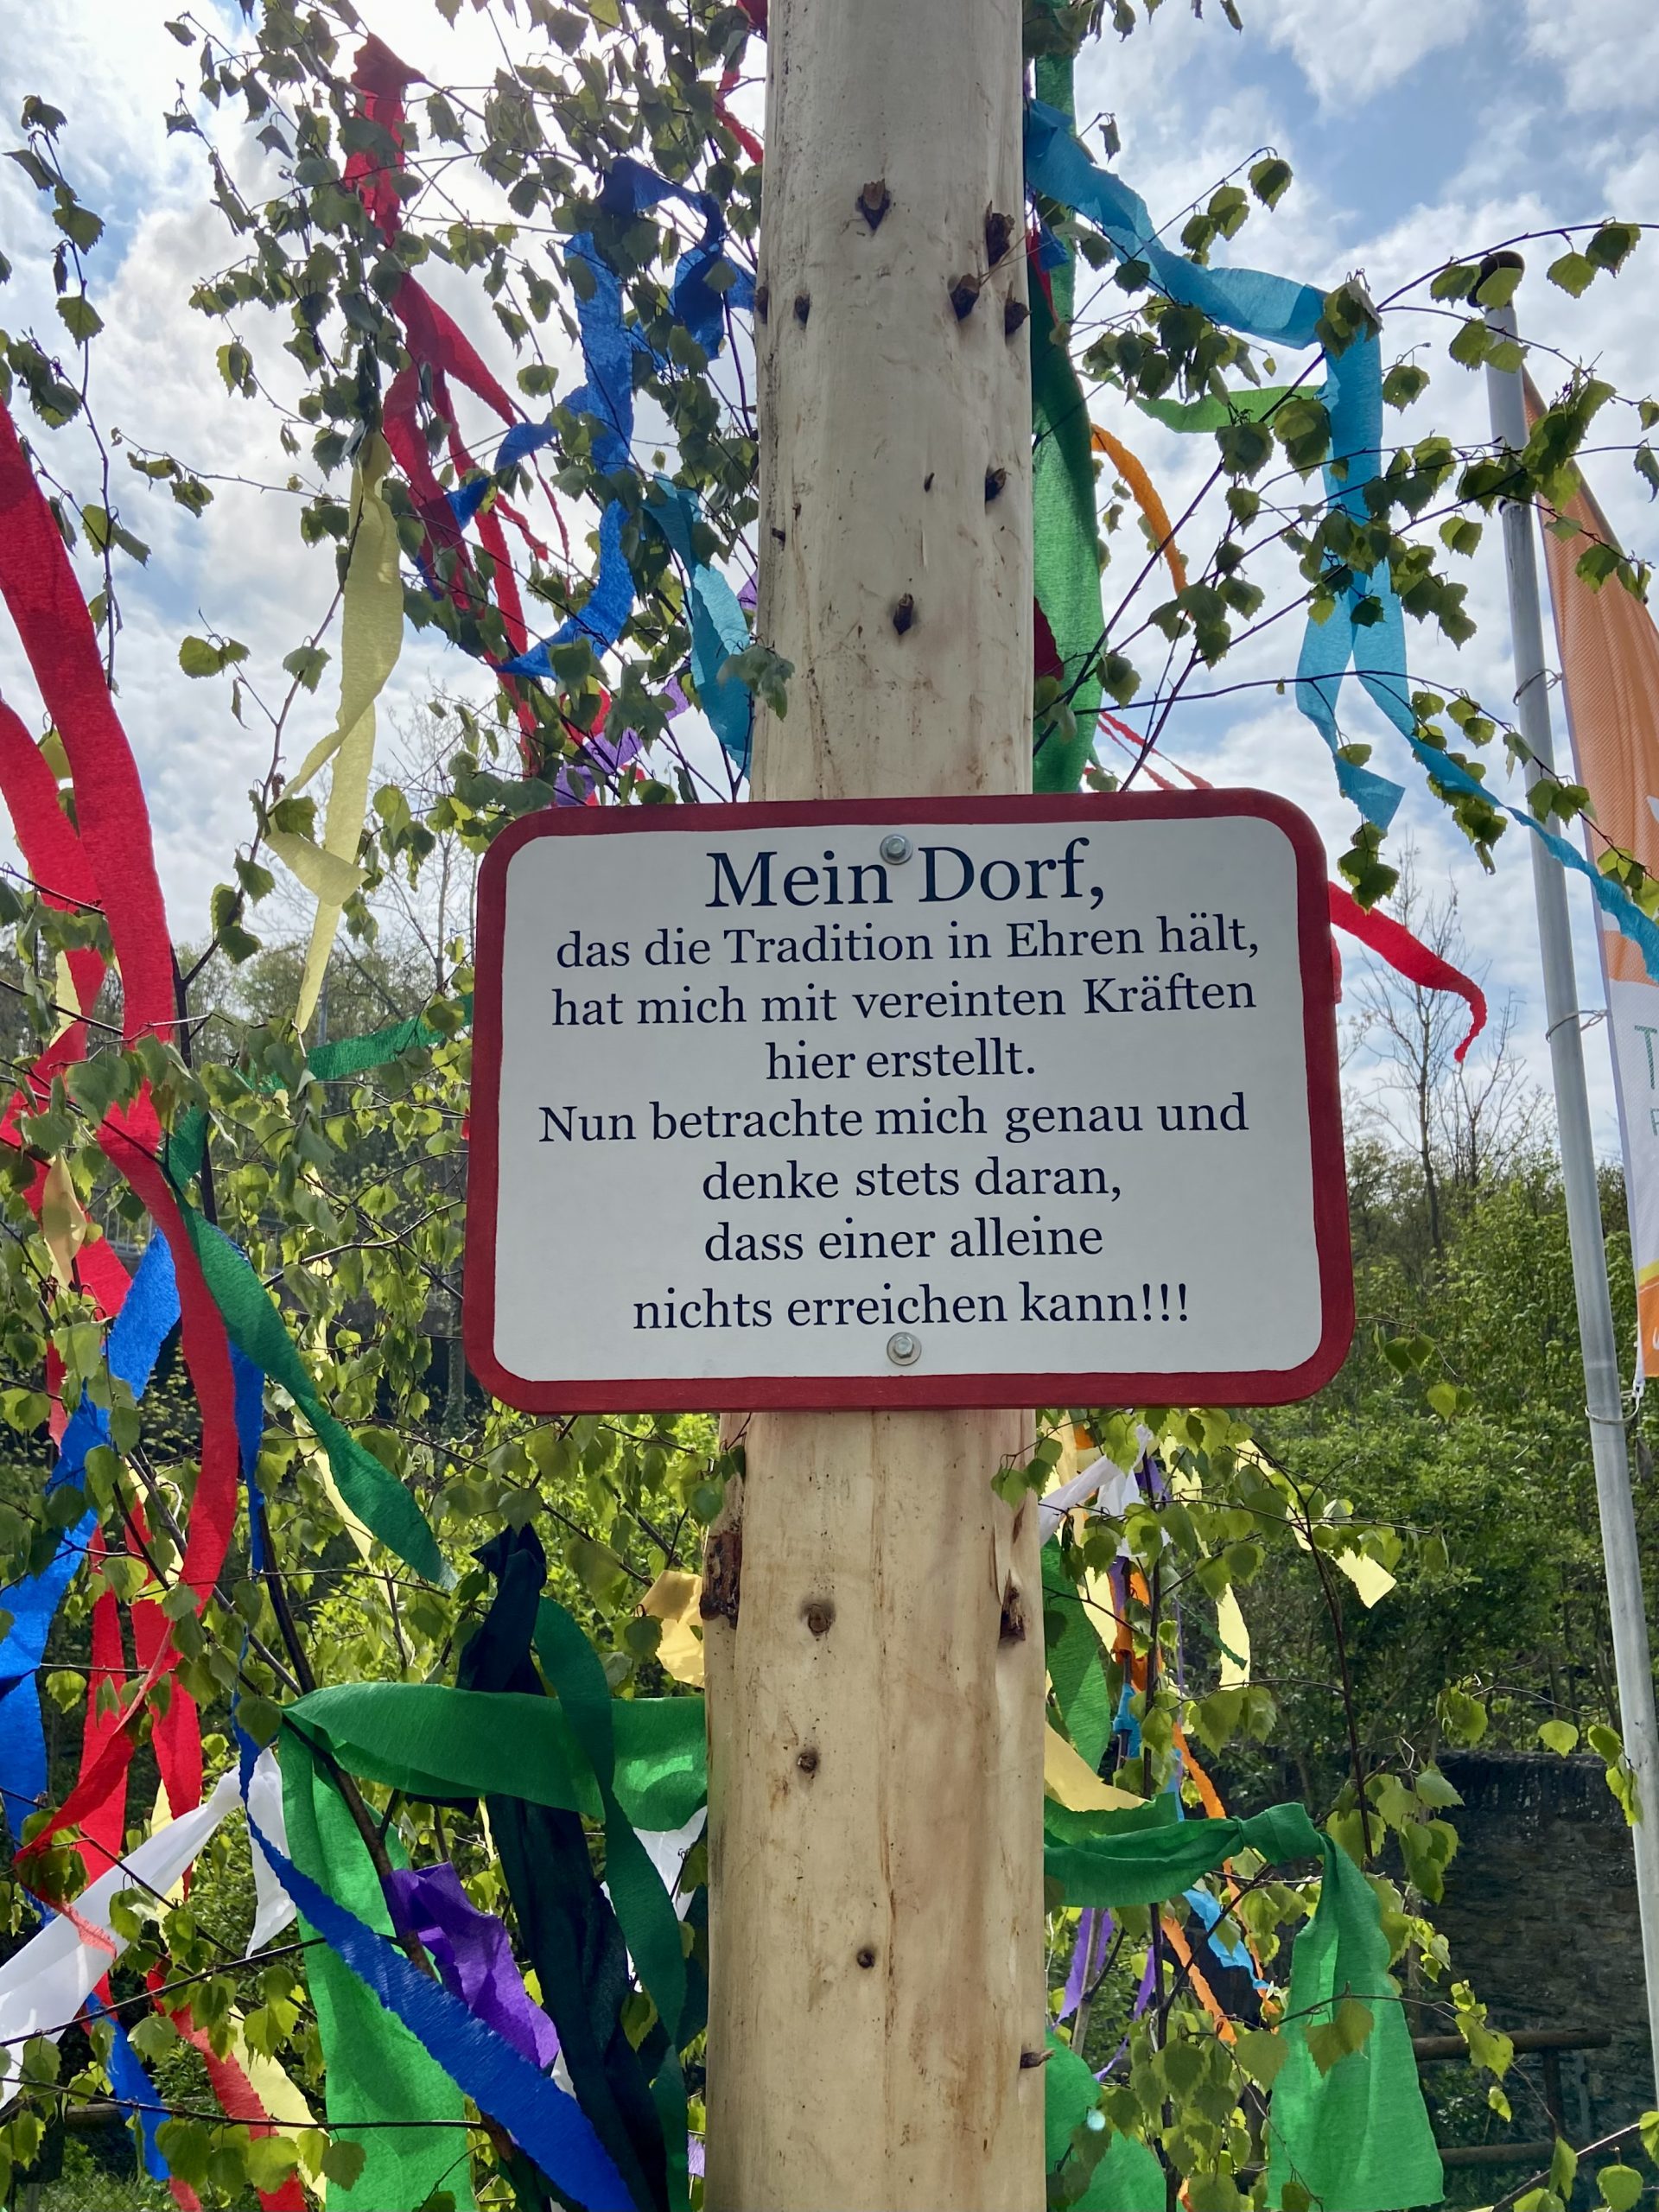 Mein Dorf,
das die Tradition in Ehren hält,
hat mich mit vereinten Kräften
hier erstellt.
Nun betrachte mich genau und
denke stets daran,
dass einer alleine
nichts erreichen kann!!!